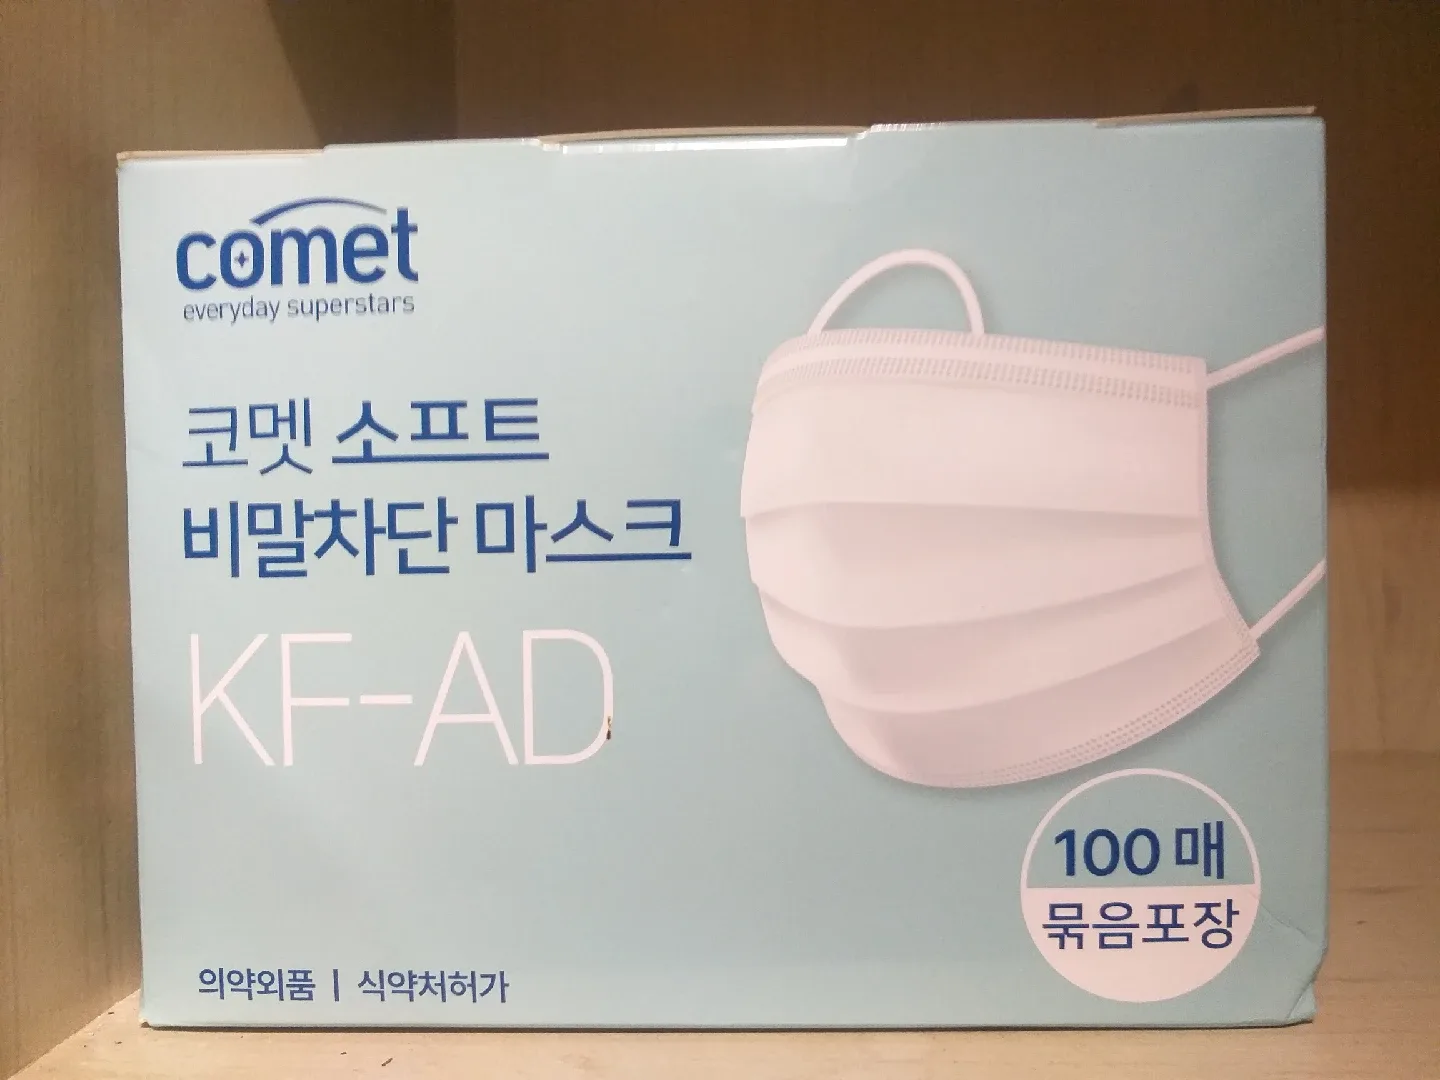 comet
everyday superstars
코멧 소프트
비말차단 마스크
KF-AD
100 매
묶음포장
의약외품 | 식약처허가